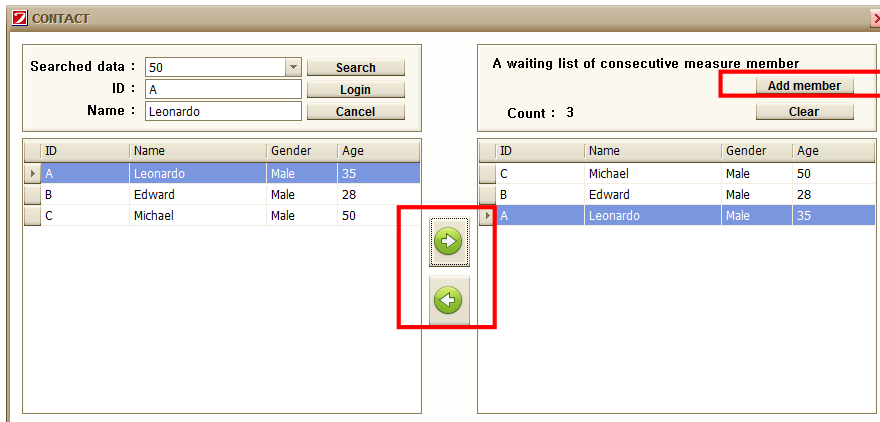 CONTACT
Searched data : 50 Search
ID : A Login
Name : Leonardo Cancel
ID Name Gender Age
A Leonardo Male 35
B Edward Male 28
C Michael Male 50
A waiting list of consecutive measure member
Add member
Count : 3 Clear
ID Name Gender Age
C Michael Male 50
B Edward Male 28
A Leonardo Male 35